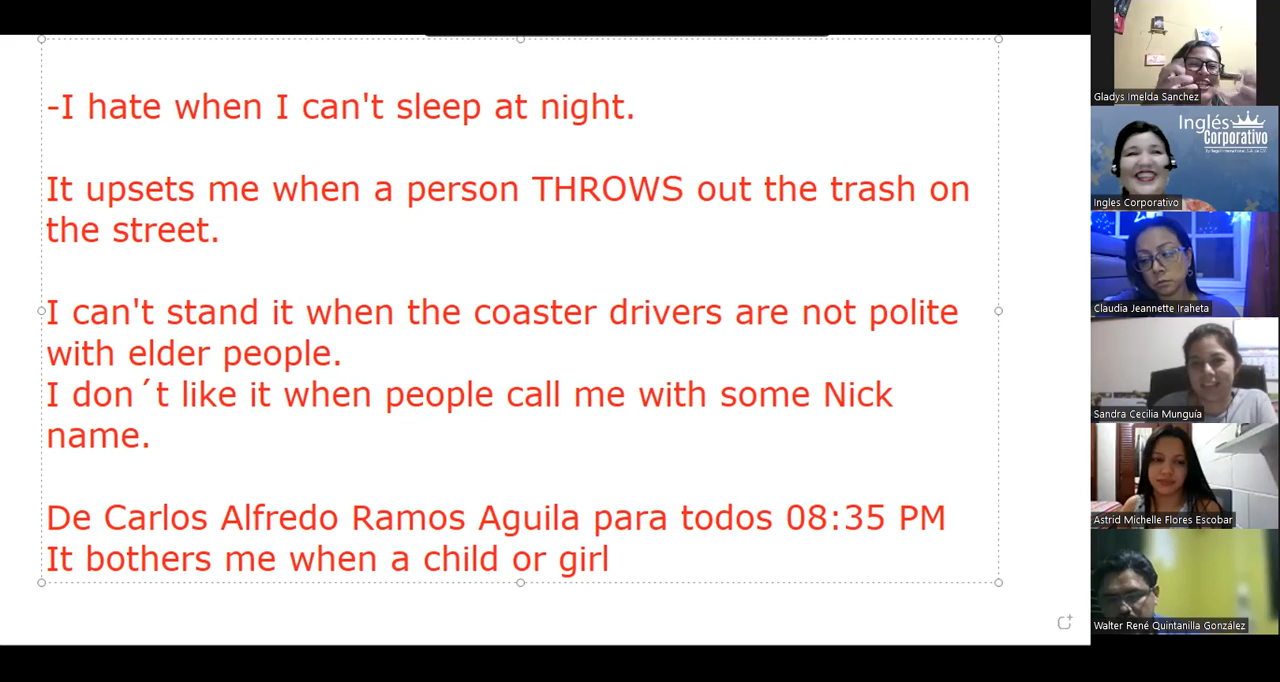 -I hate when I can't sleep at night.
It upsets me when a person THROWS out the trash on
the street.
I can't stand it when the coaster drivers are not polite
with elder people.
I don´t like it when people call me with some Nick
name.
De Carlos Alfredo Ramos Aguila para todos 08:35 PM
It bothers me when a child or girl
Gladys Imelda Sanchez
Inglés
Corporativo
Ingles Corporativo
Claudia Jeannette Iraheta
Sandra Cecilia Munguía
Astrid Michelle Flores Escobar
Walter René Quintanilla González